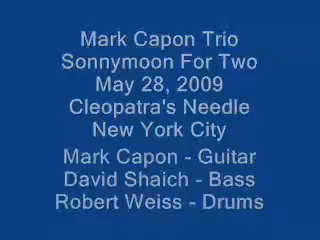 Mark Capon Trio
Sonnymoon For Two
May 28, 2009
Cleopatra's Needle
New York City
Mark Capon - Guitar
David Shaich - Bass
Robert Weiss - Drums